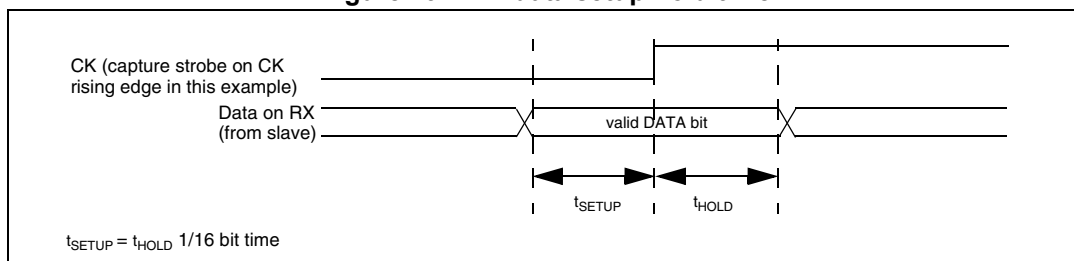 CK (capture strobe on CK
rising edge in this example)
Data on RX
(from slave)
valid DATA bit
tSETUP
tHOLD
tSETUP = tHOLD 1/16 bit time